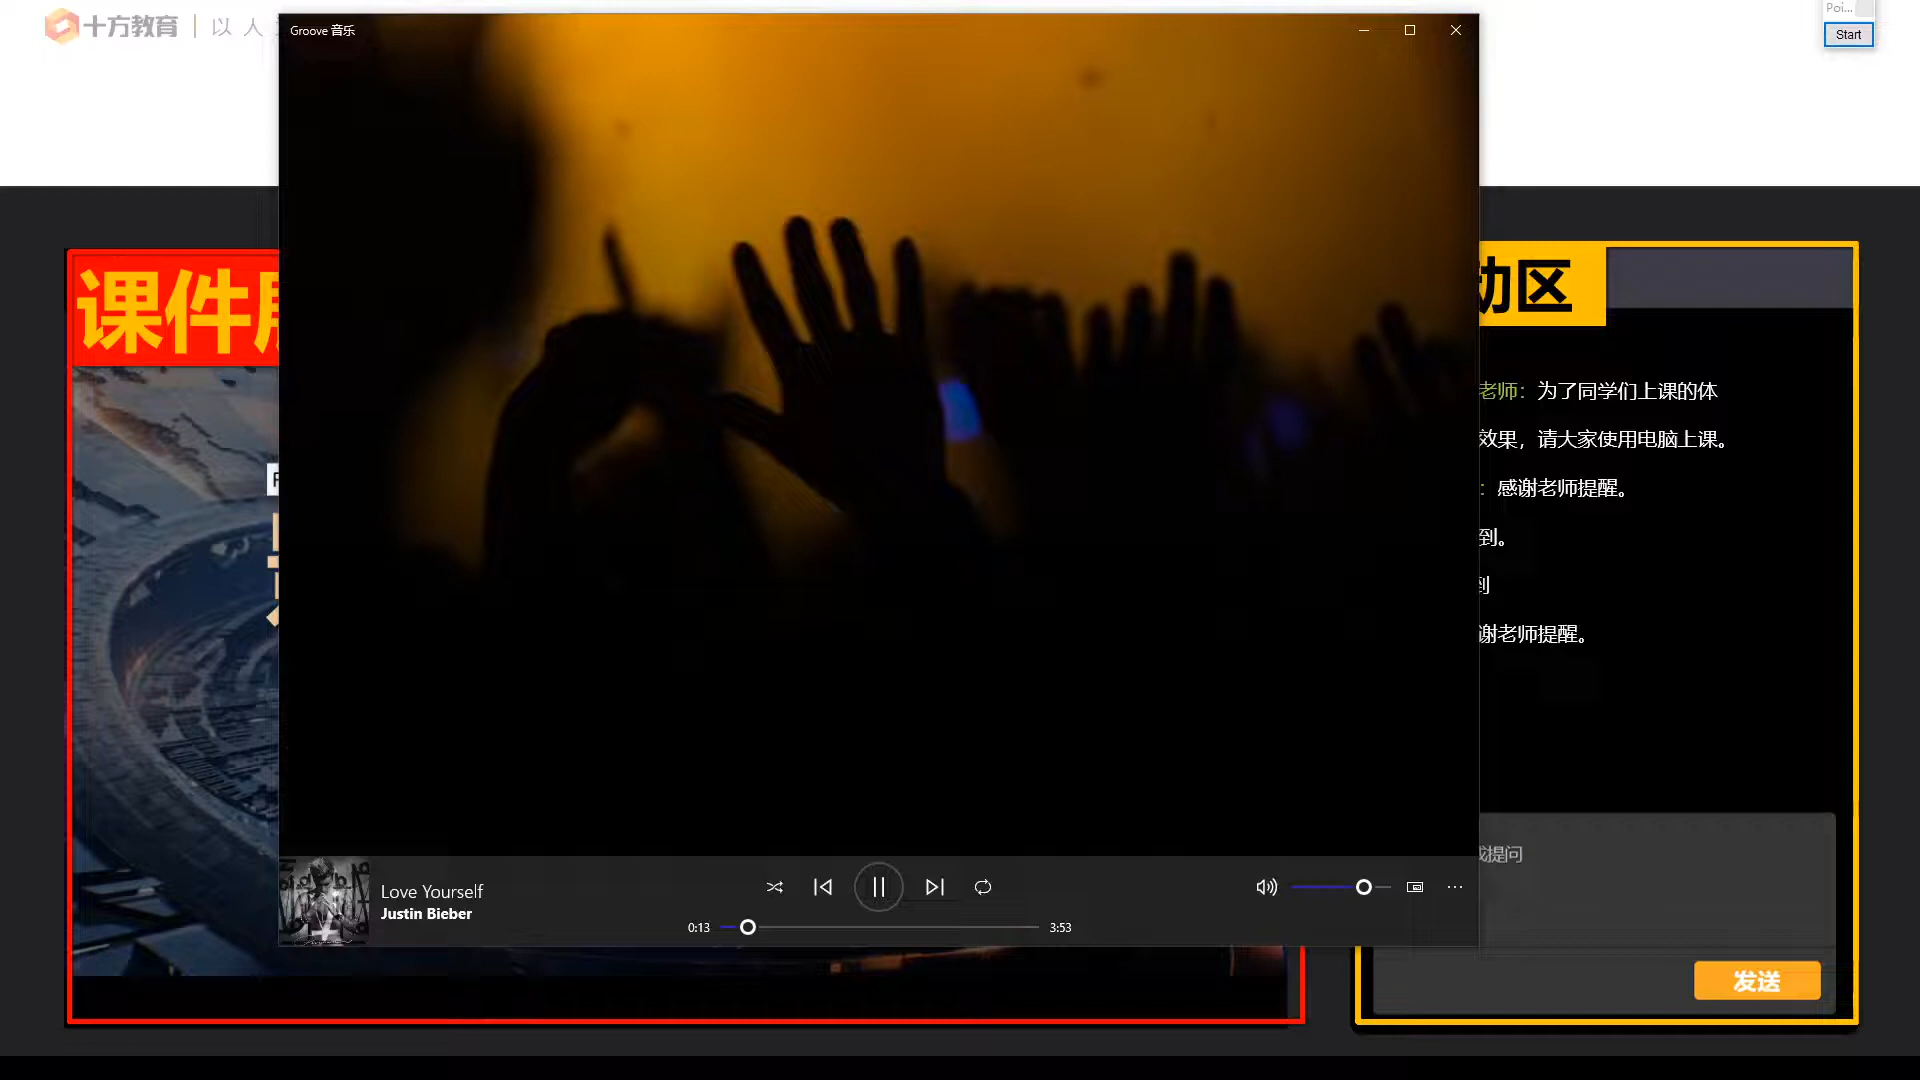 十方教育 | 以 人
Groove 音乐
Poi...
Start
课件
动区
老师：为了同学们上课的体
效果，请大家使用电脑上课。
：感谢老师提醒。
到。
到
谢老师提醒。
提问
Love Yourself
Justin Bieber
0:13
3:53
发送